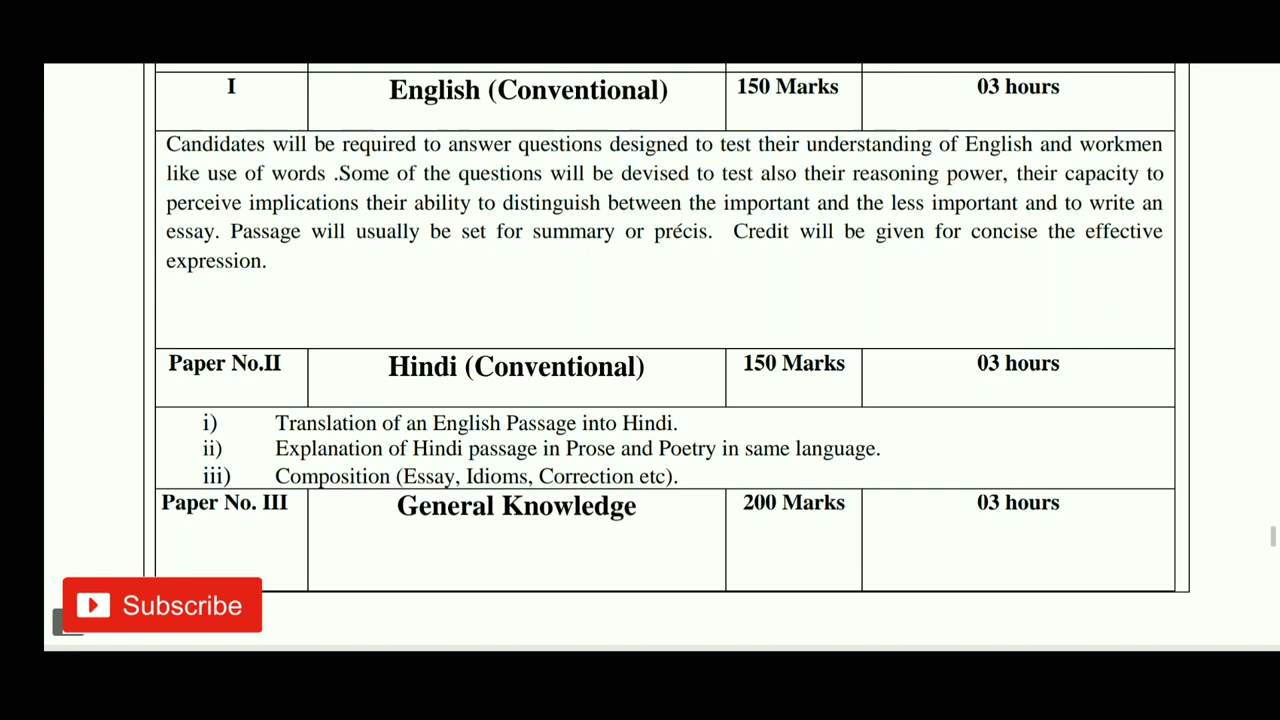 I English (Conventional) 150 Marks 03 hours
Candidates will be required to answer questions designed to test their understanding of English and workmen
like use of words .Some of the questions will be devised to test also their reasoning power, their capacity to
perceive implications their ability to distinguish between the important and the less important and to write an
essay. Passage will usually be set for summary or précis. Credit will be given for concise the effective
expression.
Paper No.II Hindi (Conventional) 150 Marks 03 hours
i) Translation of an English Passage into Hindi.
ii) Explanation of Hindi passage in Prose and Poetry in same language.
iii) Composition (Essay, Idioms, Correction etc).
Paper No. III General Knowledge 200 Marks 03 hours
Subscribe